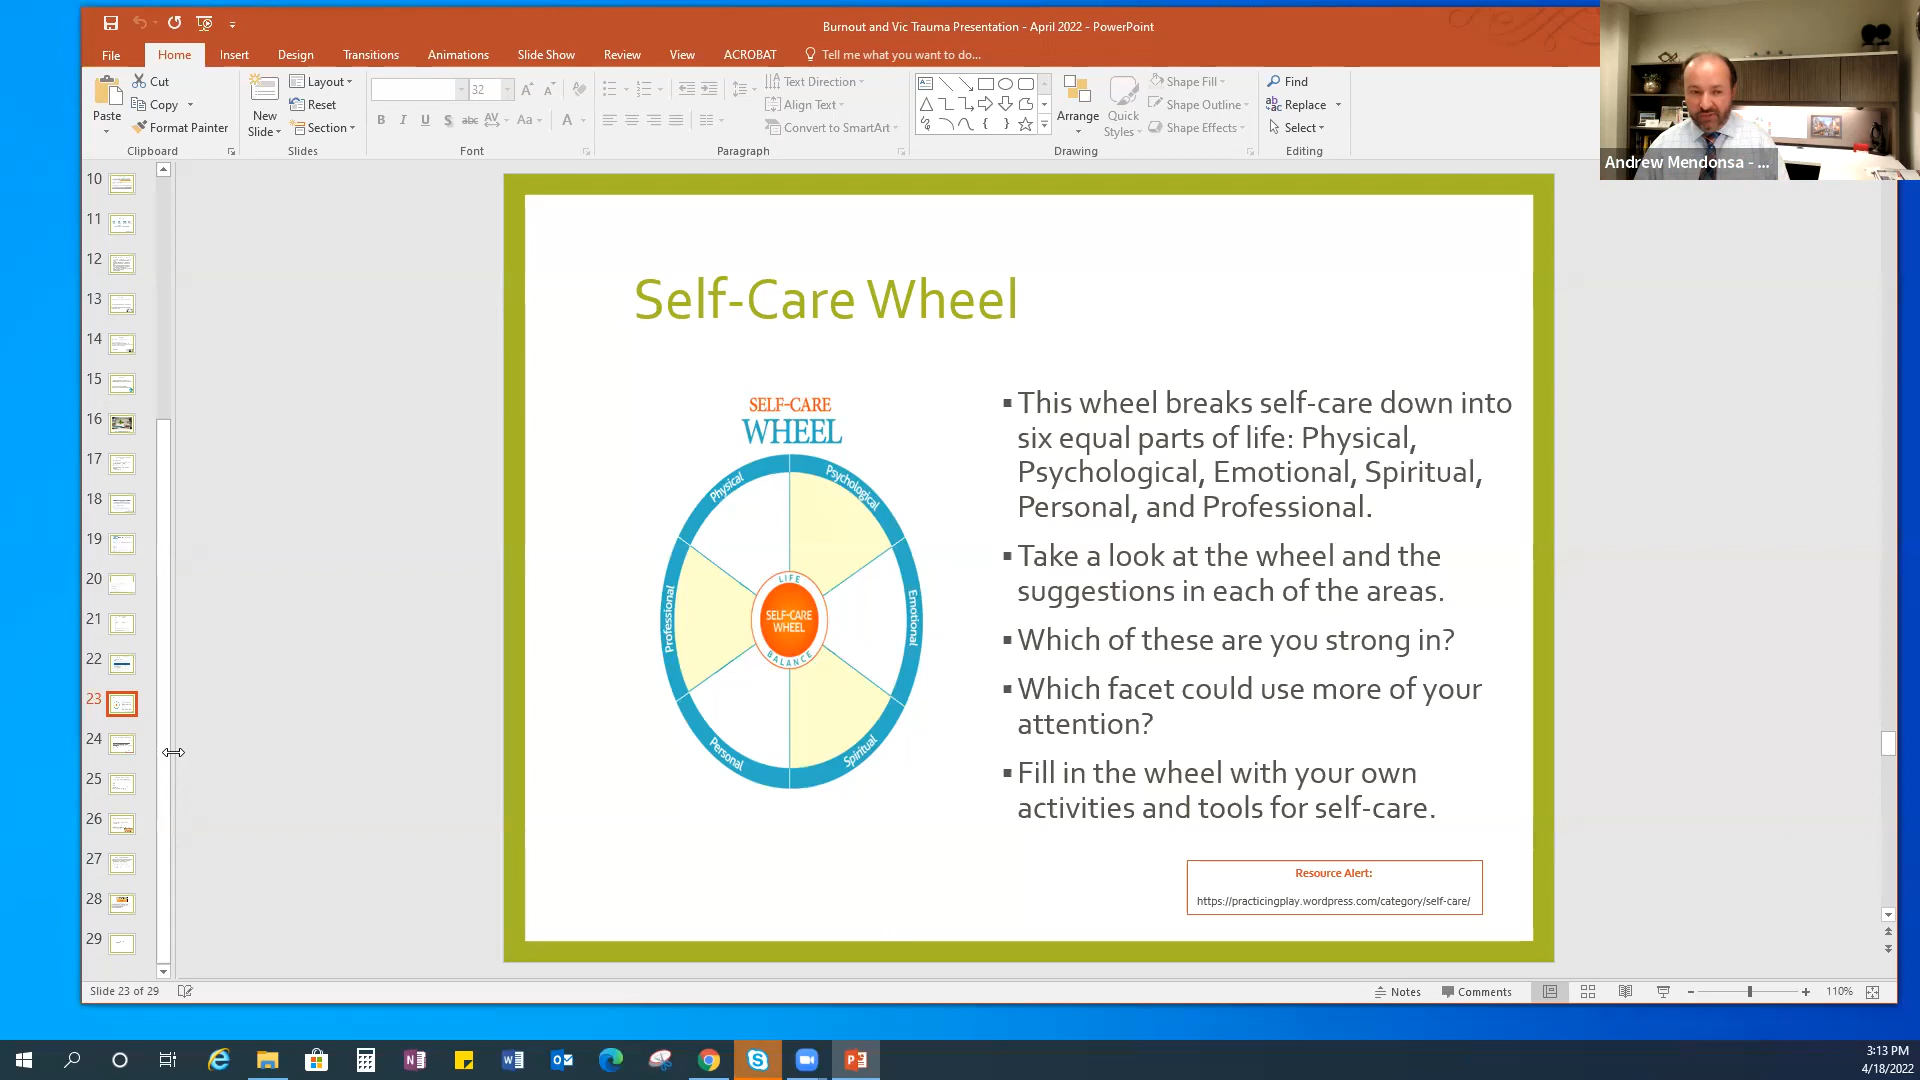 Burnout and Vic Trauma Presentation - April 2022 - PowerPoint
File Home Insert Design Transitions Animations Slide Show Review View ACROBAT Tell me what you want to do...
Paste
Cut
Copy
Format Painter
Clipboard
New
Slide
Layout
Reset
Section
Slides
32
B I U S abc AV Aa A
Font
Text Direction
Align Text
Convert to SmartArt
Paragraph
Arrange
Quick
Styles
Shape Fill
Shape Outline
Shape Effects
Drawing
Find
Replace
Select
Editing
Andrew Mendonsa - ...
10
11
12
13
14
15
16
17
18
19
20
21
22
23
24
25
26
27
28
29
Self-Care Wheel
SELF-CARE
WHEEL
Physical
Psychological
Emotional
Spiritual
Personal
Professional
LIFE
SELF-CARE
WHEEL
BALANCE
▪ This wheel breaks self-care down into
six equal parts of life: Physical,
Psychological, Emotional, Spiritual,
Personal, and Professional.
▪ Take a look at the wheel and the
suggestions in each of the areas.
▪ Which of these are you strong in?
▪ Which facet could use more of your
attention?
▪ Fill in the wheel with your own
activities and tools for self-care.
Resource Alert:
https://practicingplay.wordpress.com/category/self-care/
Slide 23 of 29
Notes
Comments
110%
3:13 PM
4/18/2022